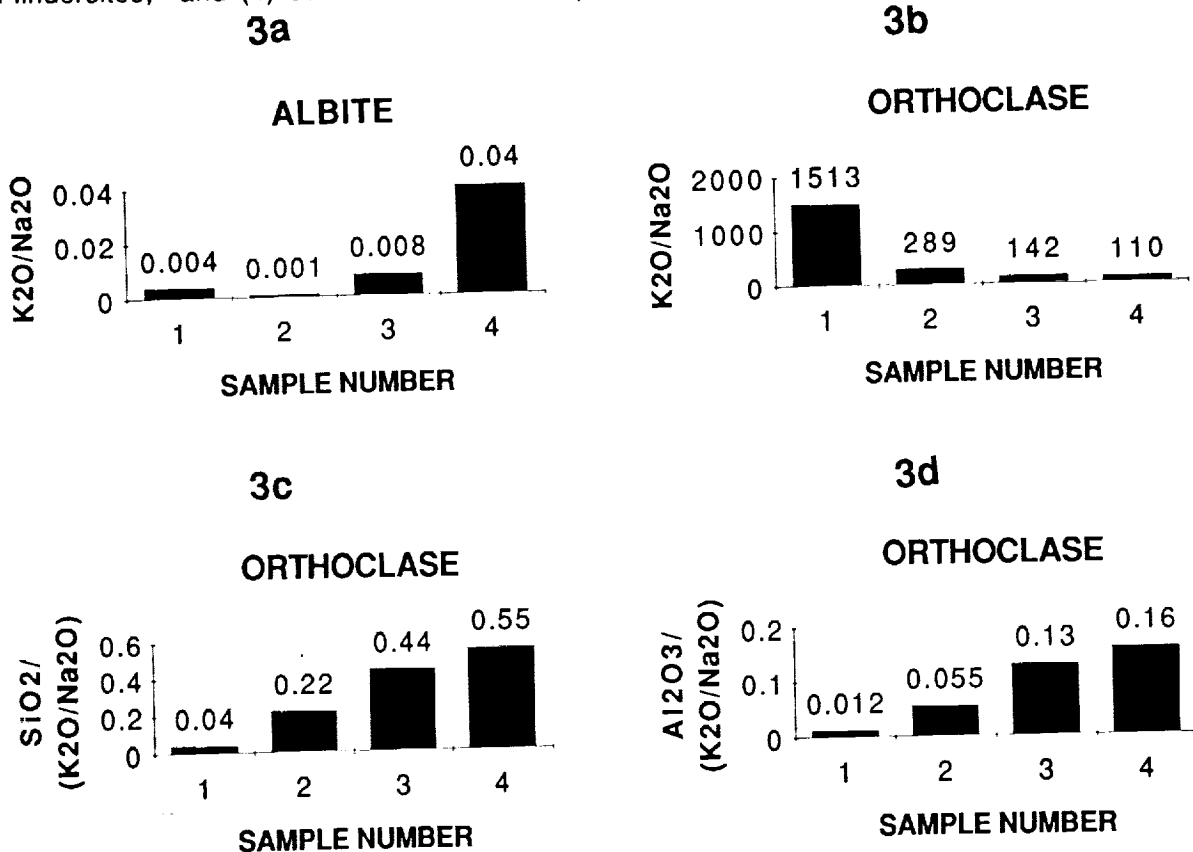 and (4)
3a
ALBITE
K2O/Na2O
0.04
0.02
0
0.004
0.001
0.008
0.04
1 2 3 4
SAMPLE NUMBER
3b
ORTHOCLASE
K2O/Na2O
2000
1000
0
1513
289
142
110
1 2 3 4
SAMPLE NUMBER
3c
ORTHOCLASE
SiO2/
(K2O/Na2O)
0.6
0.4
0.2
0
0.04
0.22
0.44
0.55
1 2 3 4
SAMPLE NUMBER
3d
ORTHOCLASE
Al2O3/
(K2O/Na2O)
0.2
0.1
0
0.012
0.055
0.13
0.16
1 2 3 4
SAMPLE NUMBER